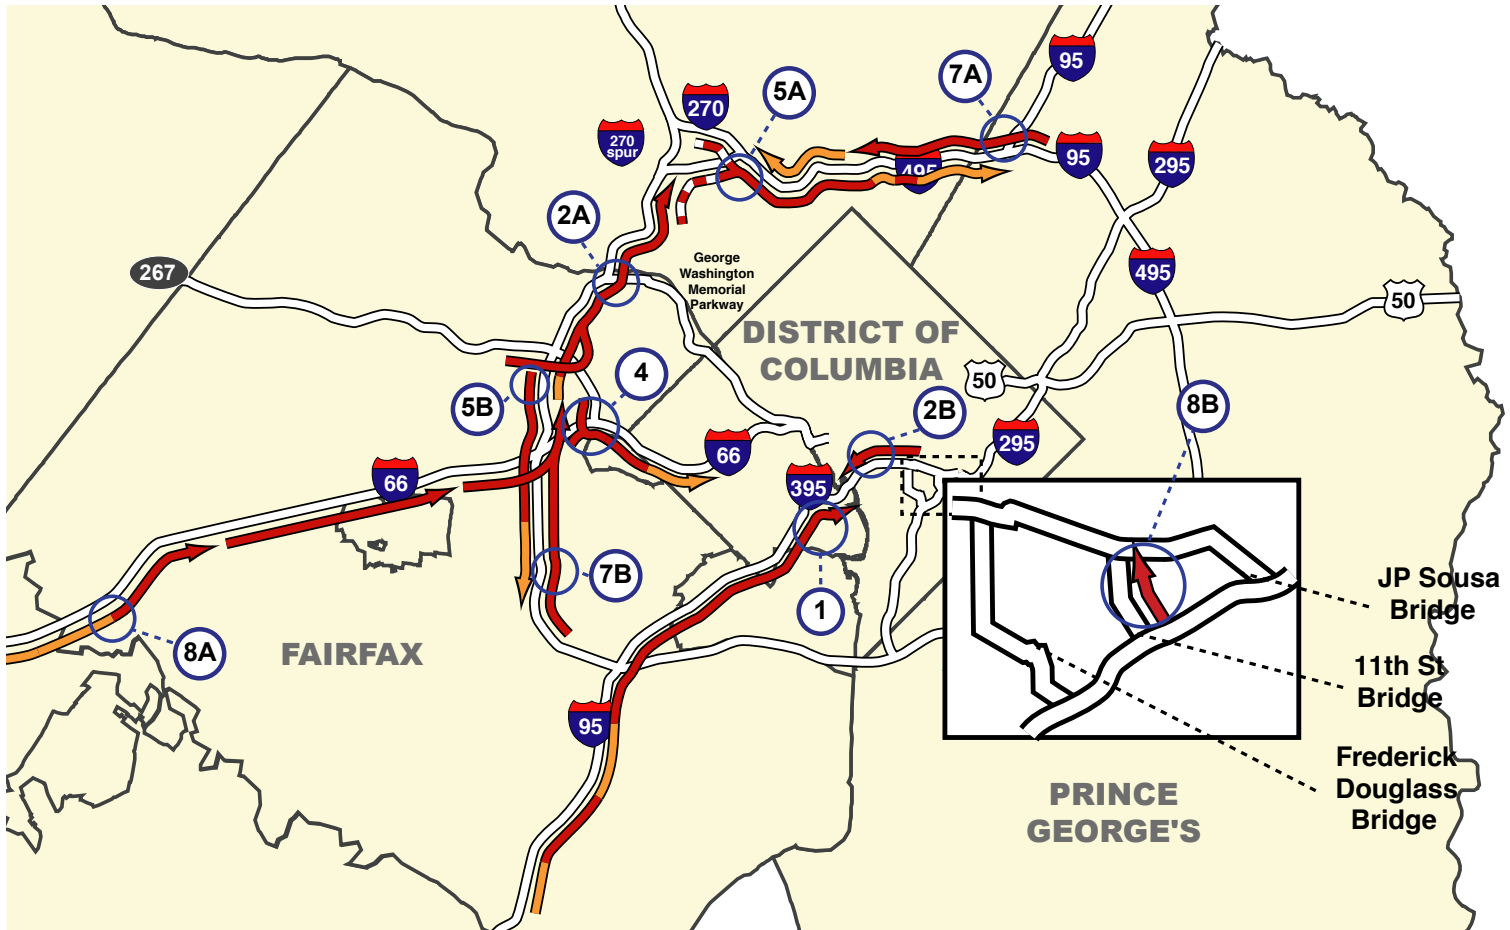 95
7A
5A
270
270
spur
95
295
495
2A
George
Washington
Memorial
Parkway
267
495
50
DISTRICT OF
COLUMBIA
50
4
5B
2B
8B
295
66
66
395
7B
1
JP Sousa
Bridge
8A
FAIRFAX
11th St
Bridge
95
Frederick
Douglass
Bridge
PRINCE
GEORGE'S